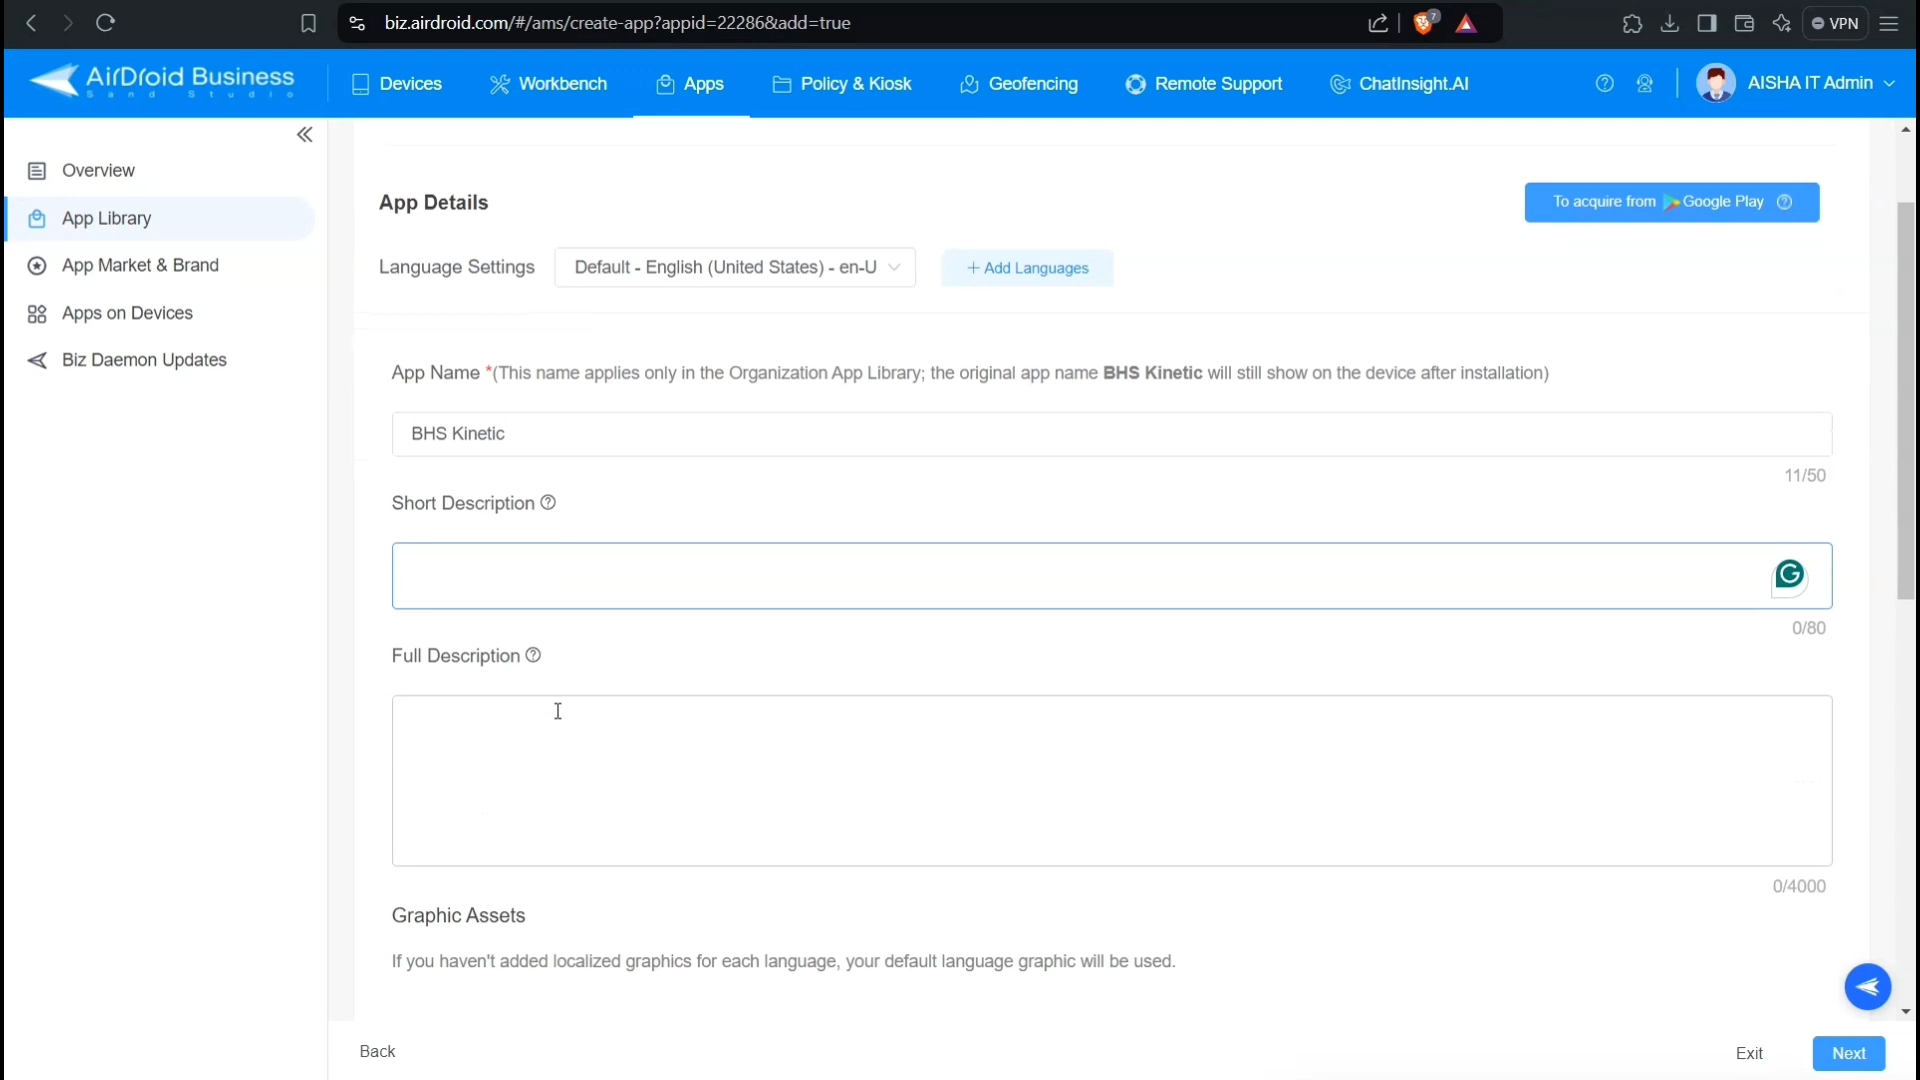 biz.airdroid.com/#/ams/create-app?appid=22286&add=true
7
VPN
AirDroid Business
Sand Studio
Devices
Workbench
Apps
Policy & Kiosk
Geofencing
Remote Support
ChatInsight.AI
AISHA IT Admin
Overview
App Library
App Market & Brand
Apps on Devices
Biz Daemon Updates
App Details
To acquire from Google Play
Language Settings
Default - English (United States) - en-U
+ Add Languages
App Name *(This name applies only in the Organization App Library; the original app name BHS Kinetic will still show on the device after installation)
BHS Kinetic
11/50
Short Description
0/80
Full Description
0/4000
Graphic Assets
If you haven't added localized graphics for each language, your default language graphic will be used.
Back
Exit
Next